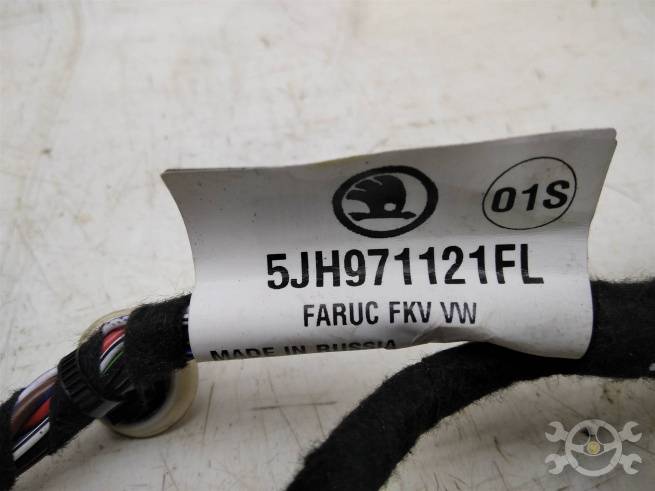 01S
5JH971121FL
FARUC FKV VW
MADE IN RUSSIA